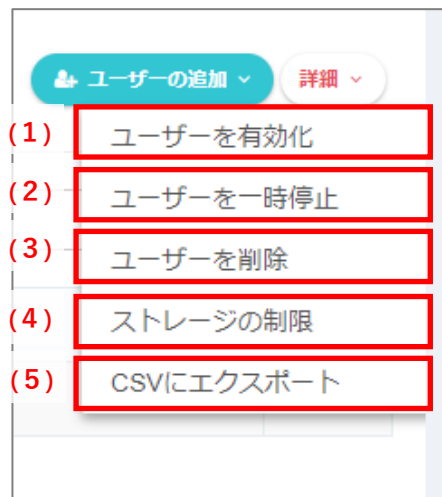 ユーザーの追加 詳細
(1) ユーザーを有効化
(2) ユーザーを一時停止
(3) ユーザーを削除
(4) ストレージの制限
(5) CSVにエクスポート